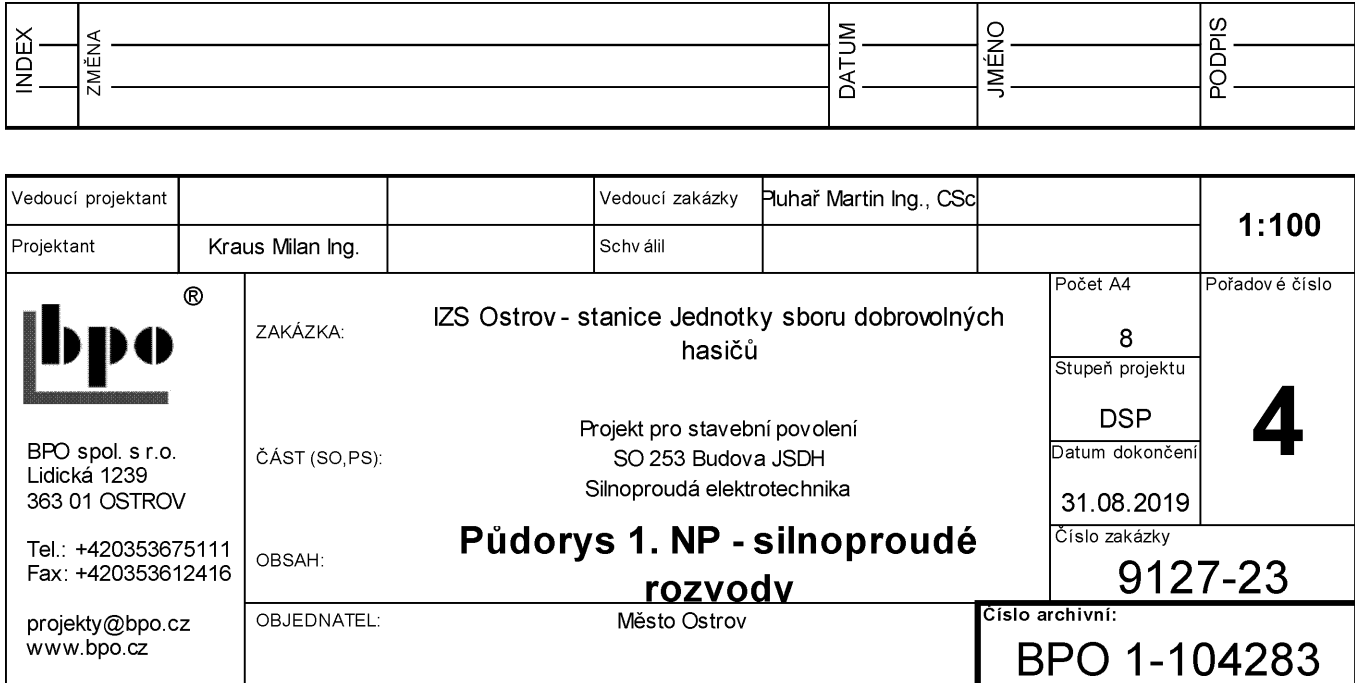 INDEX
ZMĚNA
DATUM
JMÉNO
PODPIS
Vedoucí projektant
Vedoucí zakázky
Pluhař Martin Ing., CSc
1:100
Projektant
Kraus Milan Ing.
Schválil
bpo ®
ZAKÁZKA:
IZS Ostrov - stanice Jednotky sboru dobrovolných
hasičů
Počet A4
8
Pořadové číslo
4
Stupeň projektu
DSP
BPO spol. s r.o.
Lidická 1239
363 01 OSTROV
ČÁST (SO,PS):
Projekt pro stavební povolení
SO 253 Budova JSDH
Silnoproudá elektrotechnika
Datum dokončení
31.08.2019
Tel.: +420353675111
Fax: +420353612416
OBSAH:
Půdorys 1. NP - silnoproudé
rozvody
Číslo zakázky
9127-23
projekty@bpo.cz
www.bpo.cz
OBJEDNATEL:
Město Ostrov
Číslo archivní:
BPO 1-104283